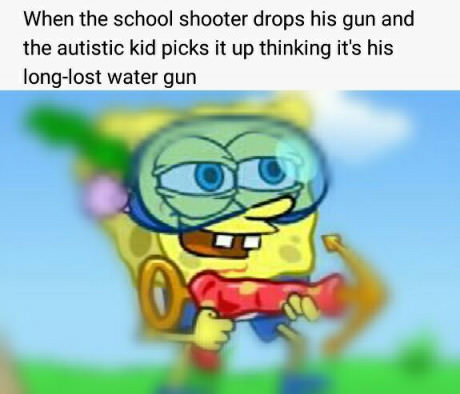 When the school shooter drops his gun and
the autistic kid picks it up thinking it's his
long-lost water gun